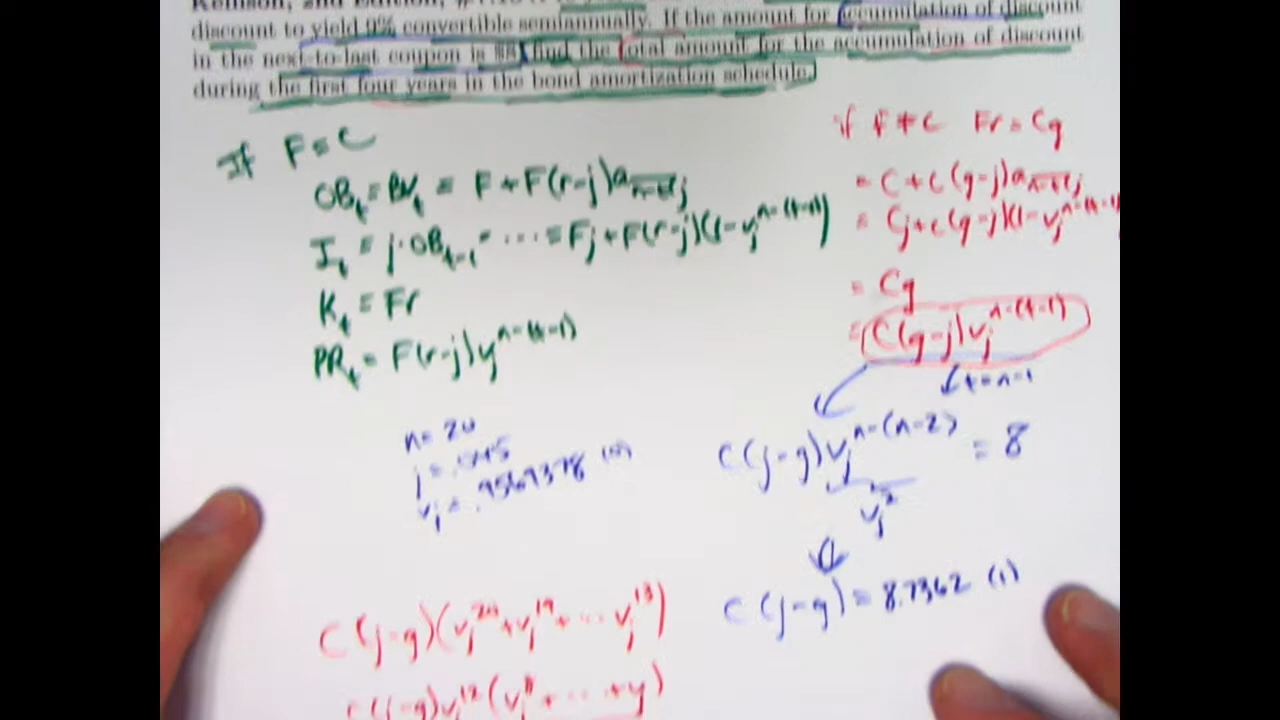 discount to yield 9% convertible semiannually. If the amount for accumulation of discount
in the next-to-last coupon is $8, find the total amount for the accumulation of discount
during the first four years in the bond amortization schedule.
If F = C
if F ≠ C Fr = Cg
OB_t = BV_t = F + F(r-j)a_{n-t}j
= C + C(g-j)a_{n-t}j
I_t = j·OB_{t-1} = ... = Fj + F(r-j)(1-v_j^{n-(t-1)})
= Cj + C(g-j)(1-v_j^{n-(t-1)
K_t = Fr
= Cg
PR_t = F(r-j)v_j^{n-(t-1)}
= C(g-j)v_j^{n-(t-1)}
t=n-1
n = 20
j = .045
v_j = .9569378
C(j-g)v_j^{n-(n-2)} = 8
v_j^2
C(j-g) = 8.7362 (1)
C(j-g)(v_j^{20}+v_j^{19}+...v_j^{13})
C(j-g)v_j^{12}(v_j^8+...+v_j)